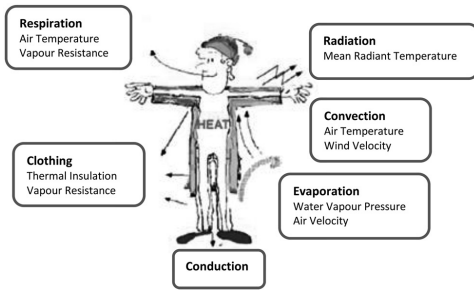 Respiration
Air Temperature
Vapour Resistance
Radiation
Mean Radiant Temperature
HEAT
Convection
Air Temperature
Wind Velocity
Clothing
Thermal Insulation
Vapour Resistance
Evaporation
Water Vapour Pressure
Air Velocity
Conduction